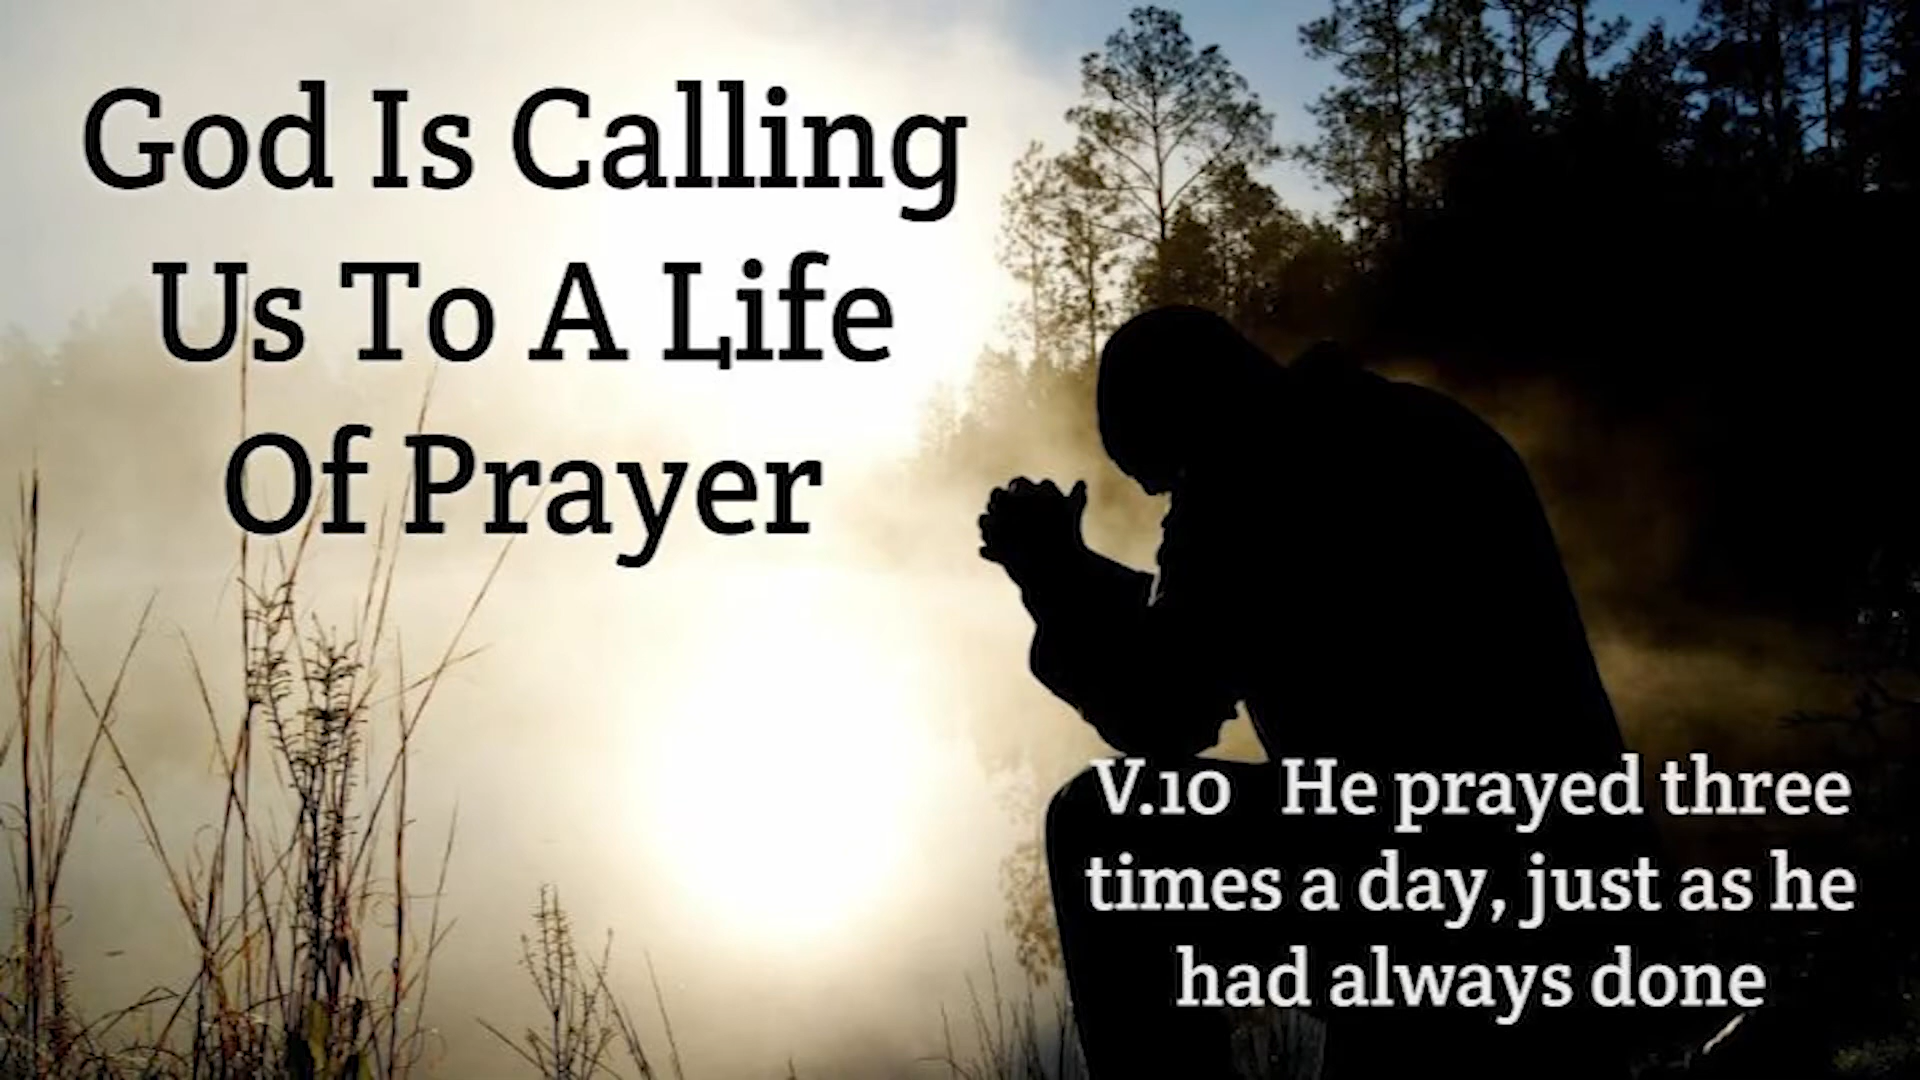 God Is Calling
Us To A Life
Of Prayer
V.10 He prayed three
times a day, just as he
had always done